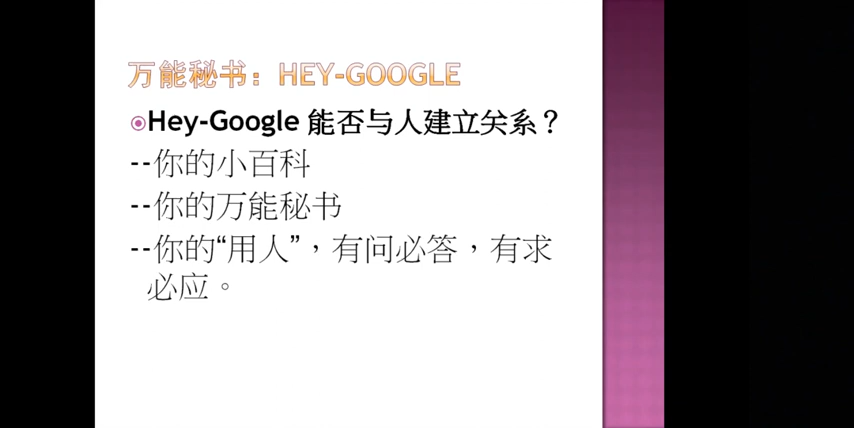 万能秘书：HEY-GOOGLE
Hey-Google 能否与人建立关系？
--你的小百科
--你的万能秘书
--你的“用人”，有问必答，有求
必应。